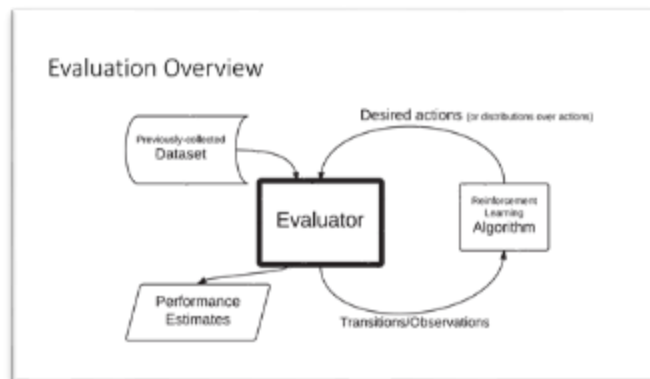 Evaluation Overview
Desired actions (or distributions over actions)
Previously-collected
Dataset
Evaluator
Reinforcement
Learning
Algorithm
Performance
Estimates
Transitions/Observations